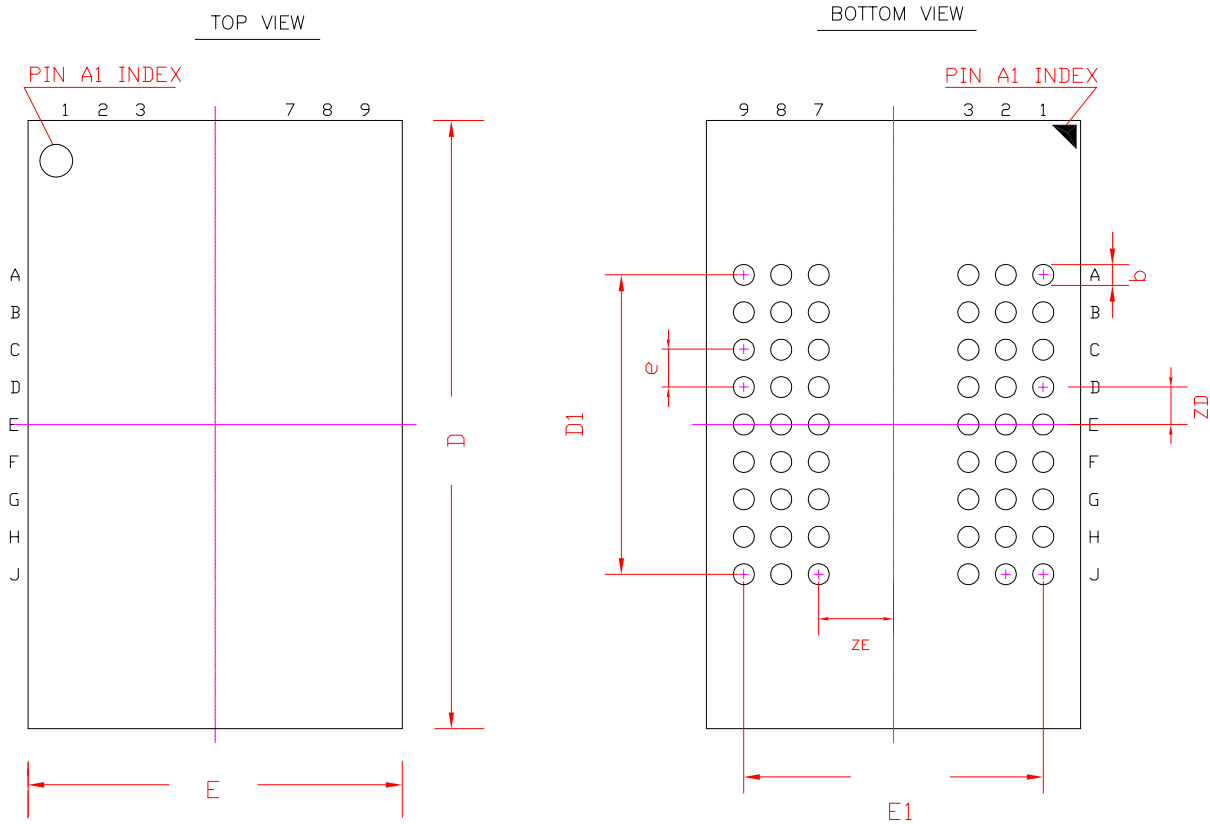 TOP VIEW
PIN A1 INDEX
1 2 3 7 8 9
A
B
C
D
E
F
G
H
J
D
E
BOTTOM VIEW
PIN A1 INDEX
9 8 7 3 2 1
A
B
C
D
E
F
G
H
J
b
e
D1
ZD
ZE
E1